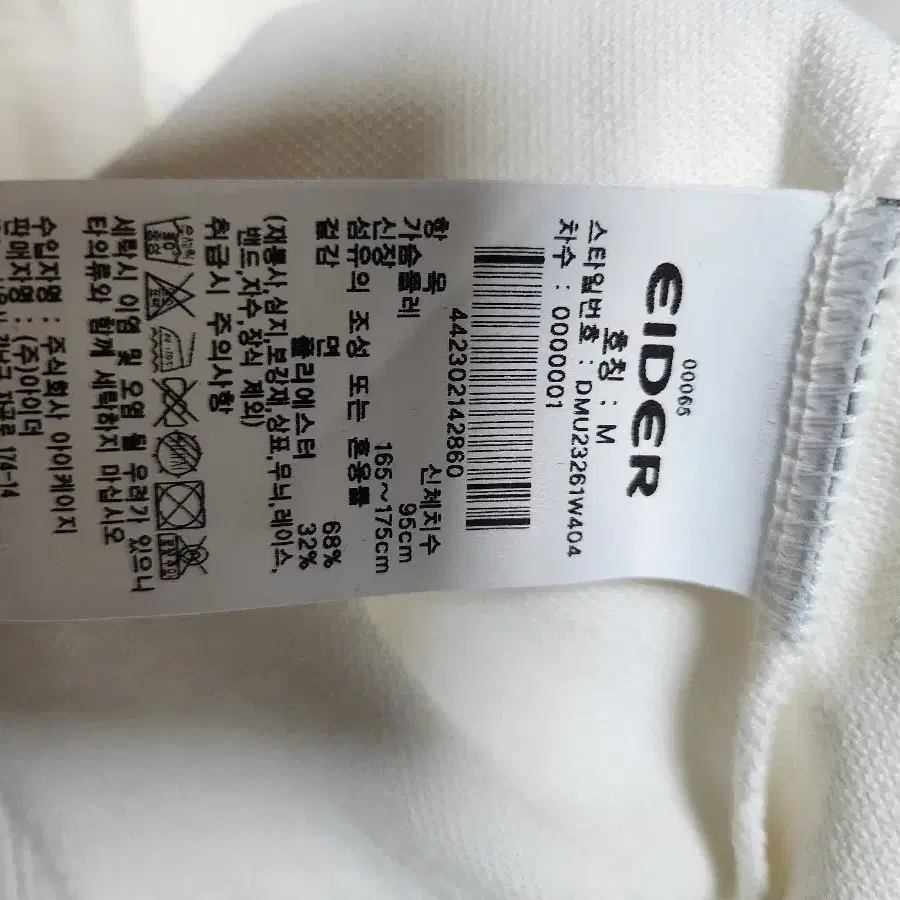 00065
EIDER
호칭 : M
스타일번호 : DMU23261W404
차수 : 0000001
442302142860
항 목 신체치수
가슴둘레 95cm
신장 165~175cm
섬유의 조성 또는 혼용률
겉감 면 68%
폴리에스터 32%
(재봉사,심지,보강재,상표,무늬,레이스,
밴드,치수,장식 제외)
취급시 주의사항
세탁시 이염 및 오염 될 우려가 있으니
타의류와 함께 세탁하지 마십시오
수입자명 : 주식회사 아이케이지
판매자명 : (주)아이더
174-14